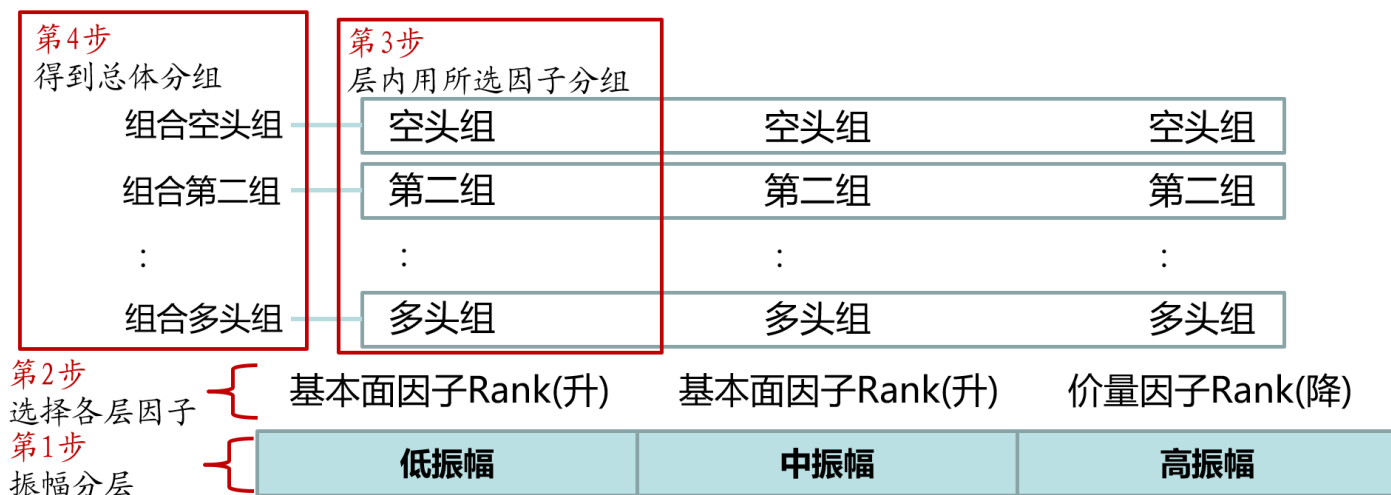 第4步
得到总体分组
第3步
层内用所选因子分组
组合空头组 空头组 空头组 空头组
组合第二组 第二组 第二组 第二组
: : : :
组合多头组 多头组 多头组 多头组
第2步
选择各层因子
基本面因子Rank(升) 基本面因子Rank(升) 价量因子Rank(降)
第1步
振幅分层
低振幅 中振幅 高振幅